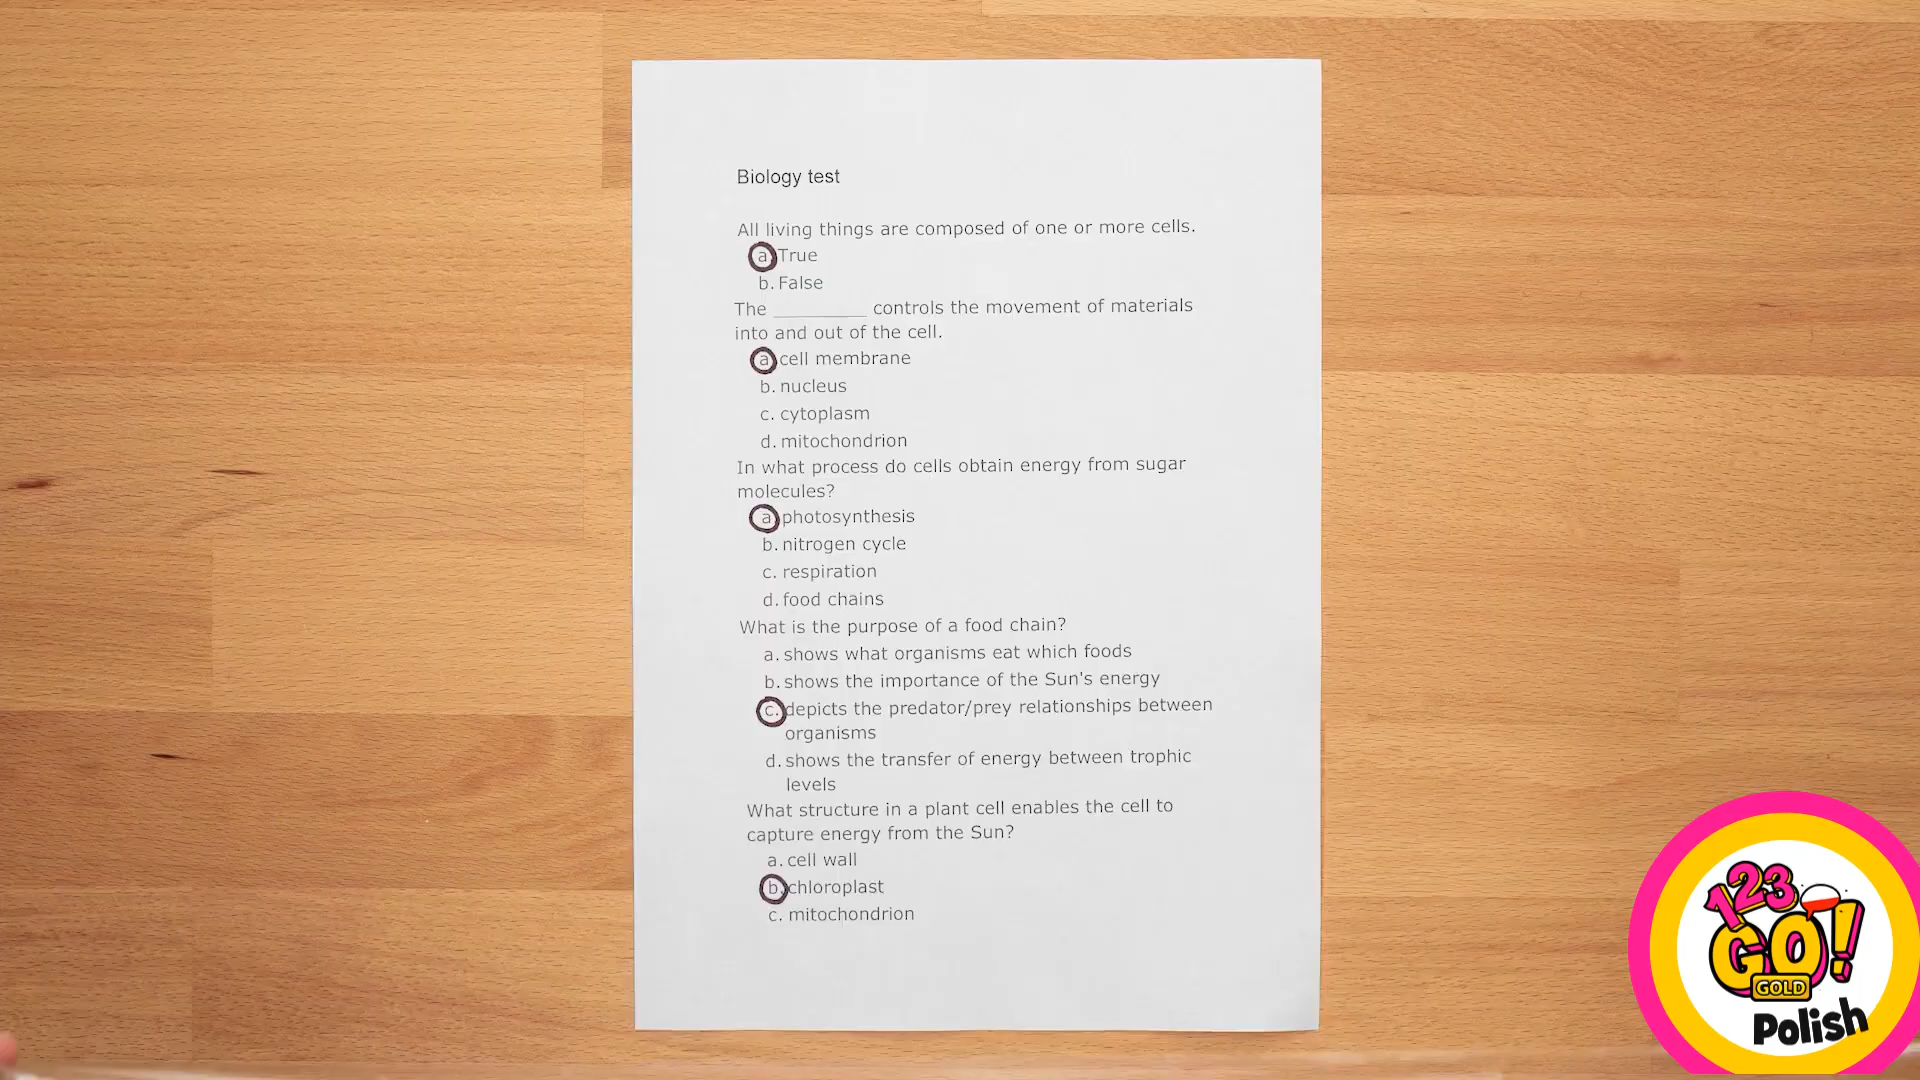 Biology test
All living things are composed of one or more cells.
a. True
b. False
The __________ controls the movement of materials
into and out of the cell.
a. cell membrane
b. nucleus
c. cytoplasm
d. mitochondrion
In what process do cells obtain energy from sugar
molecules?
a. photosynthesis
b. nitrogen cycle
c. respiration
d. food chains
What is the purpose of a food chain?
a. shows what organisms eat which foods
b. shows the importance of the Sun's energy
c. depicts the predator/prey relationships between
organisms
d. shows the transfer of energy between trophic
levels
What structure in a plant cell enables the cell to
capture energy from the Sun?
a. cell wall
b. chloroplast
c. mitochondrion
123
GO!
GOLD
Polish